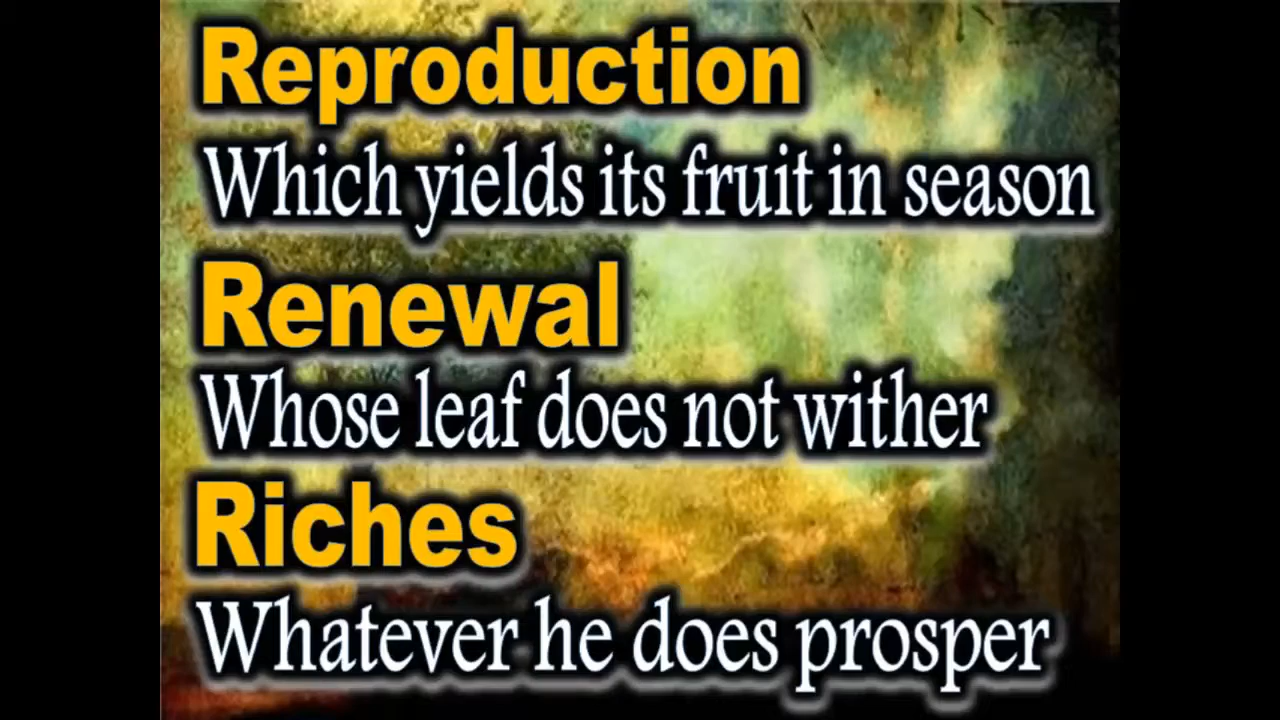 Reproduction
Which yields its fruit in season
Renewal
Whose leaf does not wither
Riches
Whatever he does prosper